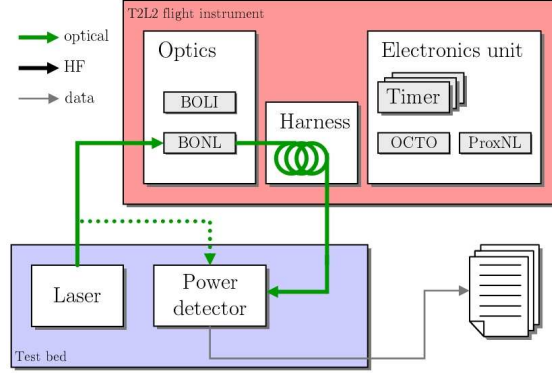 T2L2 flight instrument
optical
HF
data
Optics
BOLI
BONL
Harness
Electronics unit
Timer
OCTO
ProxNL
Laser
Power
detector
Test bed